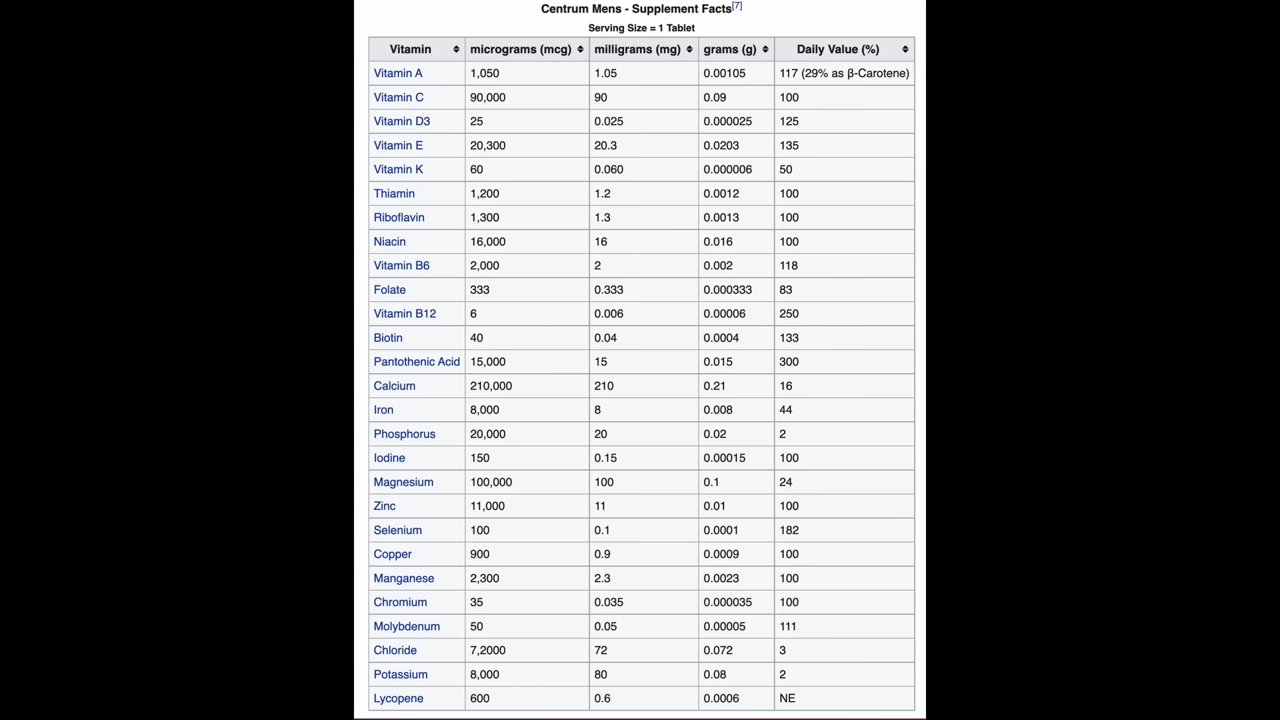 Centrum Mens - Supplement Facts[7]
Serving Size = 1 Tablet
Vitamin micrograms (mcg) milligrams (mg) grams (g) Daily Value (%)
Vitamin A 1,050 1.05 0.00105 117 (29% as β-Carotene)
Vitamin C 90,000 90 0.09 100
Vitamin D3 25 0.025 0.000025 125
Vitamin E 20,300 20.3 0.0203 135
Vitamin K 60 0.060 0.000006 50
Thiamin 1,200 1.2 0.0012 100
Riboflavin 1,300 1.3 0.0013 100
Niacin 16,000 16 0.016 100
Vitamin B6 2,000 2 0.002 118
Folate 333 0.333 0.000333 83
Vitamin B12 6 0.006 0.00006 250
Biotin 40 0.04 0.0004 133
Pantothenic Acid 15,000 15 0.015 300
Calcium 210,000 210 0.21 16
Iron 8,000 8 0.008 44
Phosphorus 20,000 20 0.02 2
Iodine 150 0.15 0.00015 100
Magnesium 100,000 100 0.1 24
Zinc 11,000 11 0.01 100
Selenium 100 0.1 0.0001 182
Copper 900 0.9 0.0009 100
Manganese 2,300 2.3 0.0023 100
Chromium 35 0.035 0.000035 100
Molybdenum 50 0.05 0.00005 111
Chloride 7,2000 72 0.072 3
Potassium 8,000 80 0.08 2
Lycopene 600 0.6 0.0006 NE